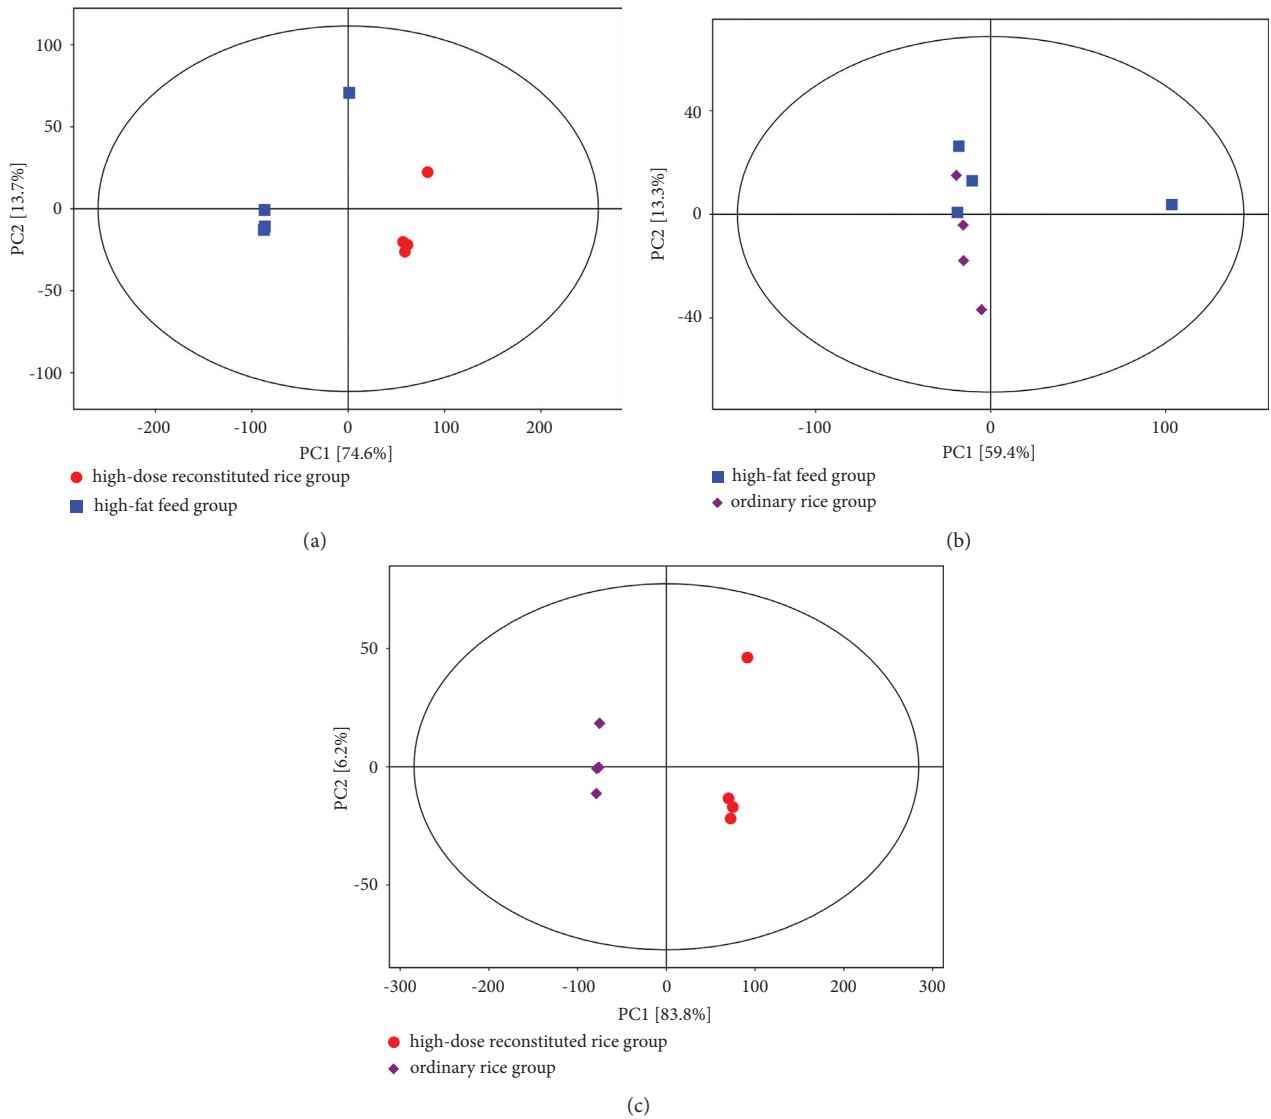 100
50
0
-50
-100
PC2 [13.7%]
-200 -100 0 100 200
PC1 [74.6%]
high-dose reconstituted rice group
high-fat feed group
(a)
40
0
-40
PC2 [13.3%]
-100 0 100
PC1 [59.4%]
high-fat feed group
ordinary rice group
(b)
50
0
-50
PC2 [6.2%]
-300 -200 -100 0 100 200 300
PC1 [83.8%]
high-dose reconstituted rice group
ordinary rice group
(c)